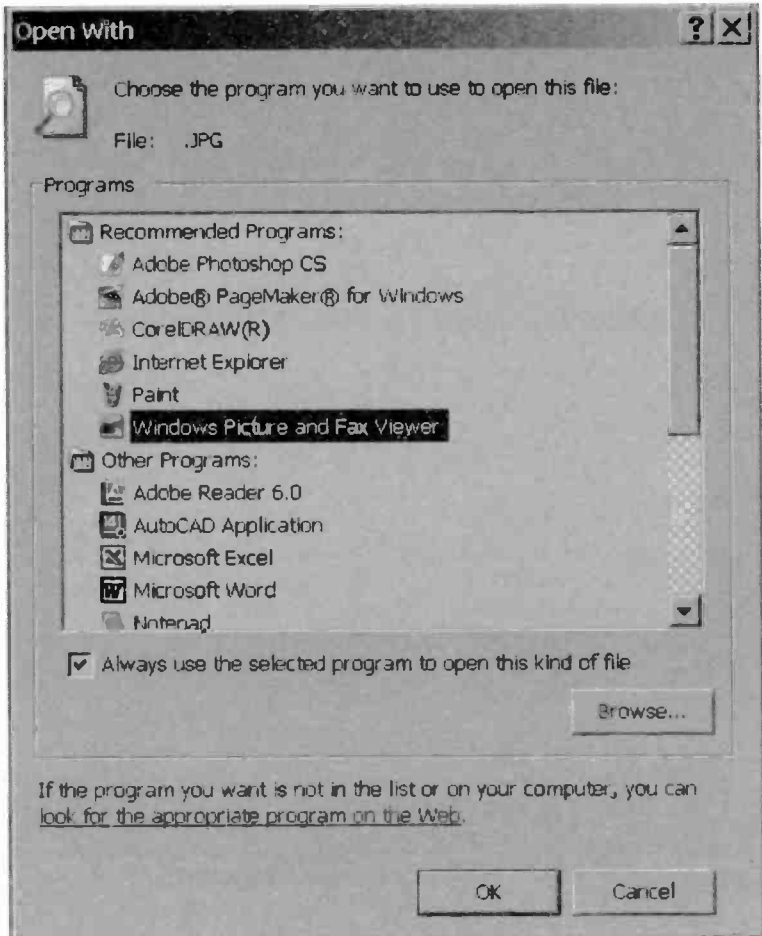 Open With
Choose the program you want to use to open this file:
File: .JPG
Programs
Recommended Programs:
Adobe Photoshop CS
Adobe® PageMaker® for Windows
CorelDRAW(R)
Internet Explorer
Paint
Windows Picture and Fax Viewer
Other Programs:
Adobe Reader 6.0
AutoCAD Application
Microsoft Excel
Microsoft Word
Notepad
Always use the selected program to open this kind of file
Browse...
If the program you want is not in the list or on your computer, you can
look for the appropriate program on the Web.
OK
Cancel